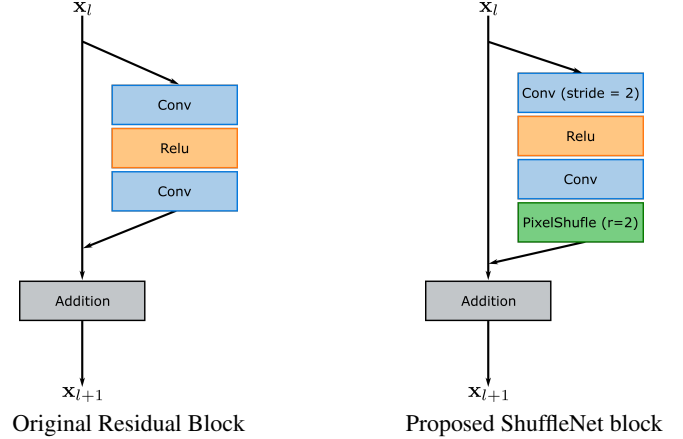 x_l
Conv
Relu
Conv
Addition
x_{l+1}
Original Residual Block
x_l
Conv (stride = 2)
Relu
Conv
PixelShufle (r=2)
Addition
x_{l+1}
Proposed ShuffleNet block